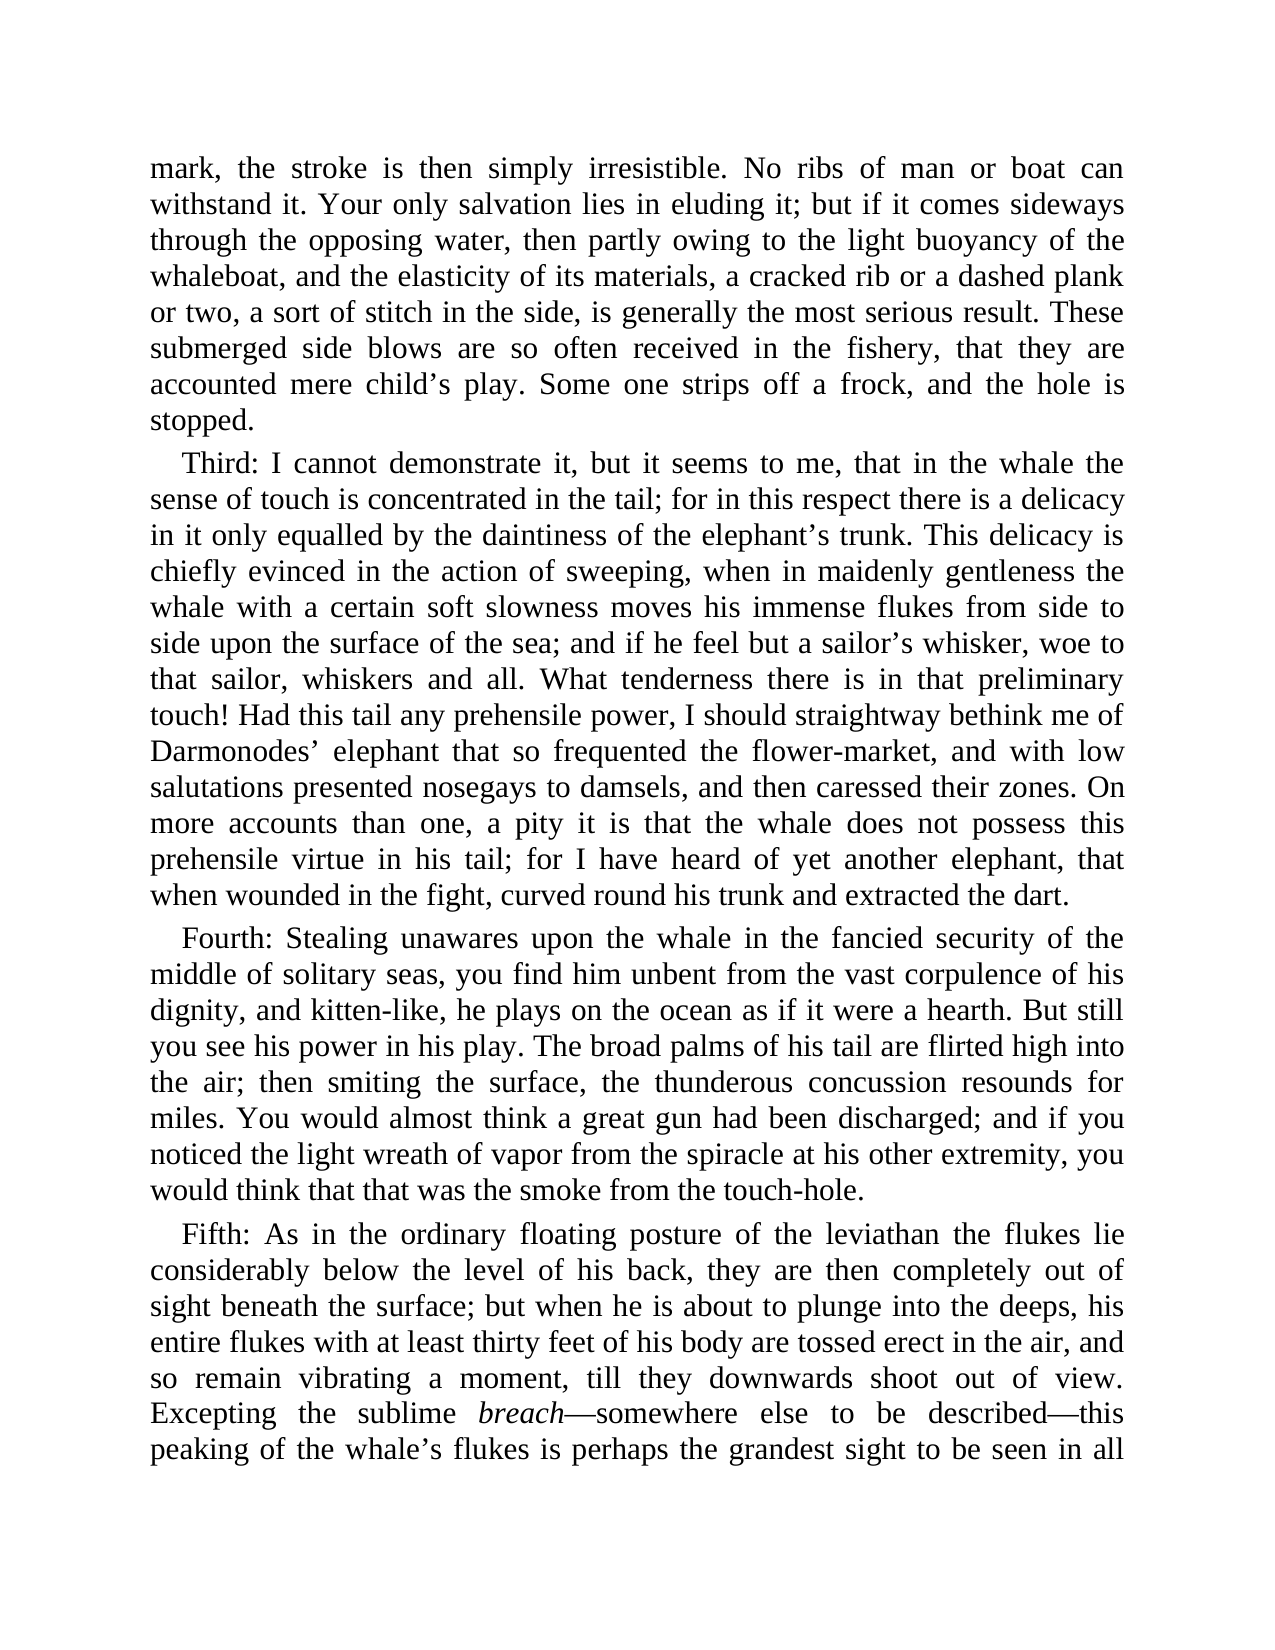 mark, the stroke is then simply irresistible. No ribs of man or boat can
withstand it. Your only salvation lies in eluding it; but if it comes sideways
through the opposing water, then partly owing to the light buoyancy of the
whaleboat, and the elasticity of its materials, a cracked rib or a dashed plank
or two, a sort of stitch in the side, is generally the most serious result. These
submerged side blows are so often received in the fishery, that they are
accounted mere child’s play. Some one strips off a frock, and the hole is
stopped.
Third: I cannot demonstrate it, but it seems to me, that in the whale the
sense of touch is concentrated in the tail; for in this respect there is a delicacy
in it only equalled by the daintiness of the elephant’s trunk. This delicacy is
chiefly evinced in the action of sweeping, when in maidenly gentleness the
whale with a certain soft slowness moves his immense flukes from side to
side upon the surface of the sea; and if he feel but a sailor’s whisker, woe to
that sailor, whiskers and all. What tenderness there is in that preliminary
touch! Had this tail any prehensile power, I should straightway bethink me of
Darmonodes’ elephant that so frequented the flower-market, and with low
salutations presented nosegays to damsels, and then caressed their zones. On
more accounts than one, a pity it is that the whale does not possess this
prehensile virtue in his tail; for I have heard of yet another elephant, that
when wounded in the fight, curved round his trunk and extracted the dart.
Fourth: Stealing unawares upon the whale in the fancied security of the
middle of solitary seas, you find him unbent from the vast corpulence of his
dignity, and kitten-like, he plays on the ocean as if it were a hearth. But still
you see his power in his play. The broad palms of his tail are flirted high into
the air; then smiting the surface, the thunderous concussion resounds for
miles. You would almost think a great gun had been discharged; and if you
noticed the light wreath of vapor from the spiracle at his other extremity, you
would think that that was the smoke from the touch-hole.
Fifth: As in the ordinary floating posture of the leviathan the flukes lie
considerably below the level of his back, they are then completely out of
sight beneath the surface; but when he is about to plunge into the deeps, his
entire flukes with at least thirty feet of his body are tossed erect in the air, and
so remain vibrating a moment, till they downwards shoot out of view.
Excepting the sublime breach—somewhere else to be described—this
peaking of the whale’s flukes is perhaps the grandest sight to be seen in all